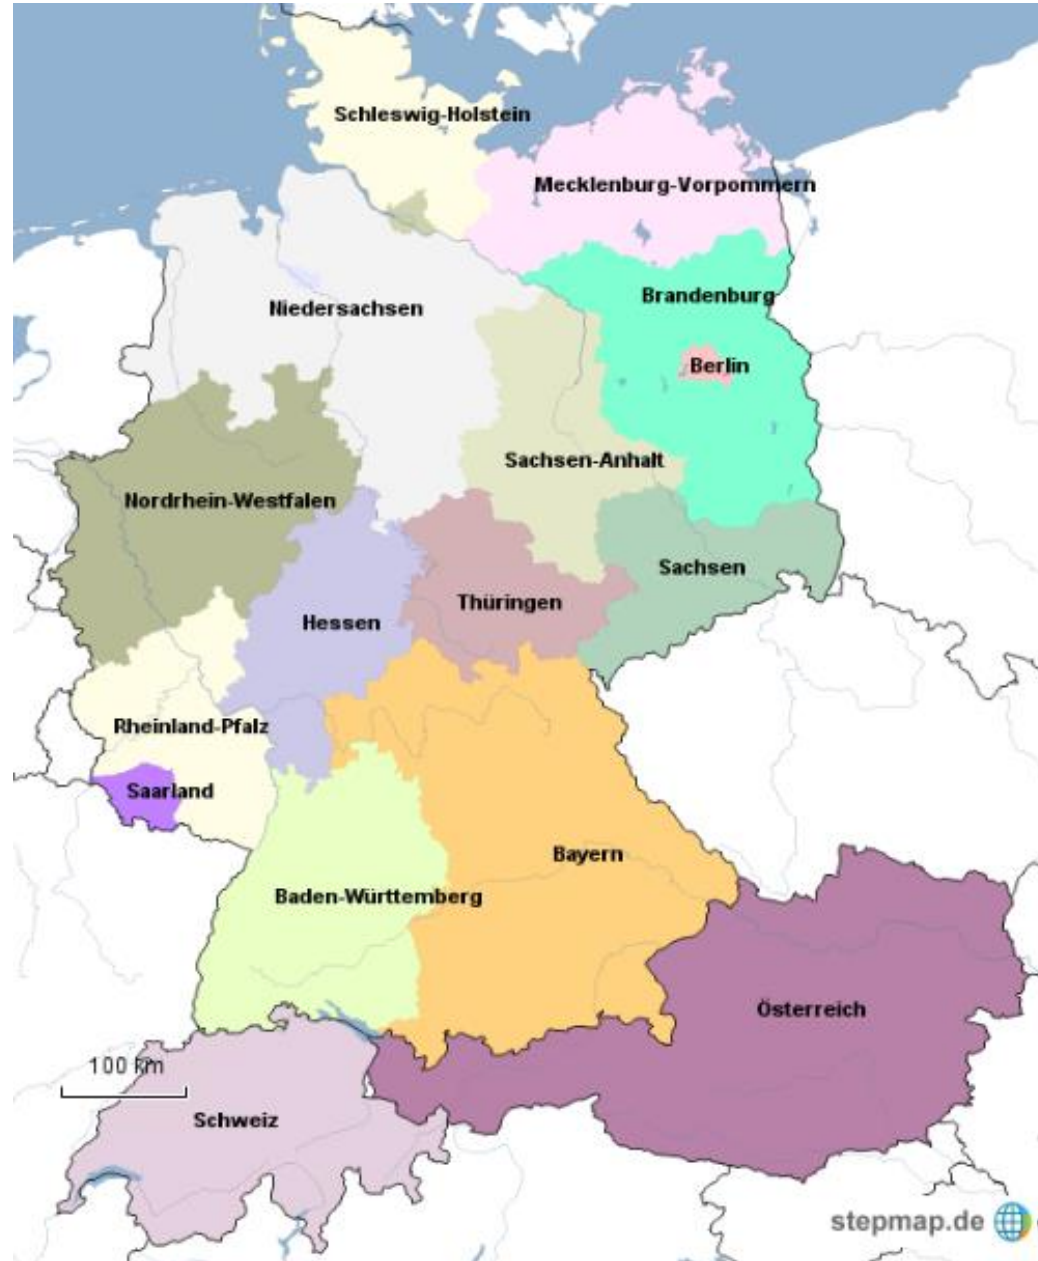 Schleswig-Holstein
Mecklenburg-Vorpommern
Brandenburg
Niedersachsen
Berlin
Sachsen-Anhalt
Nordrhein-Westfalen
Sachsen
Thüringen
Hessen
Rheinland-Pfalz
Saarland
Bayern
Baden-Württemberg
Österreich
100 km
Schweiz
stepmap.de